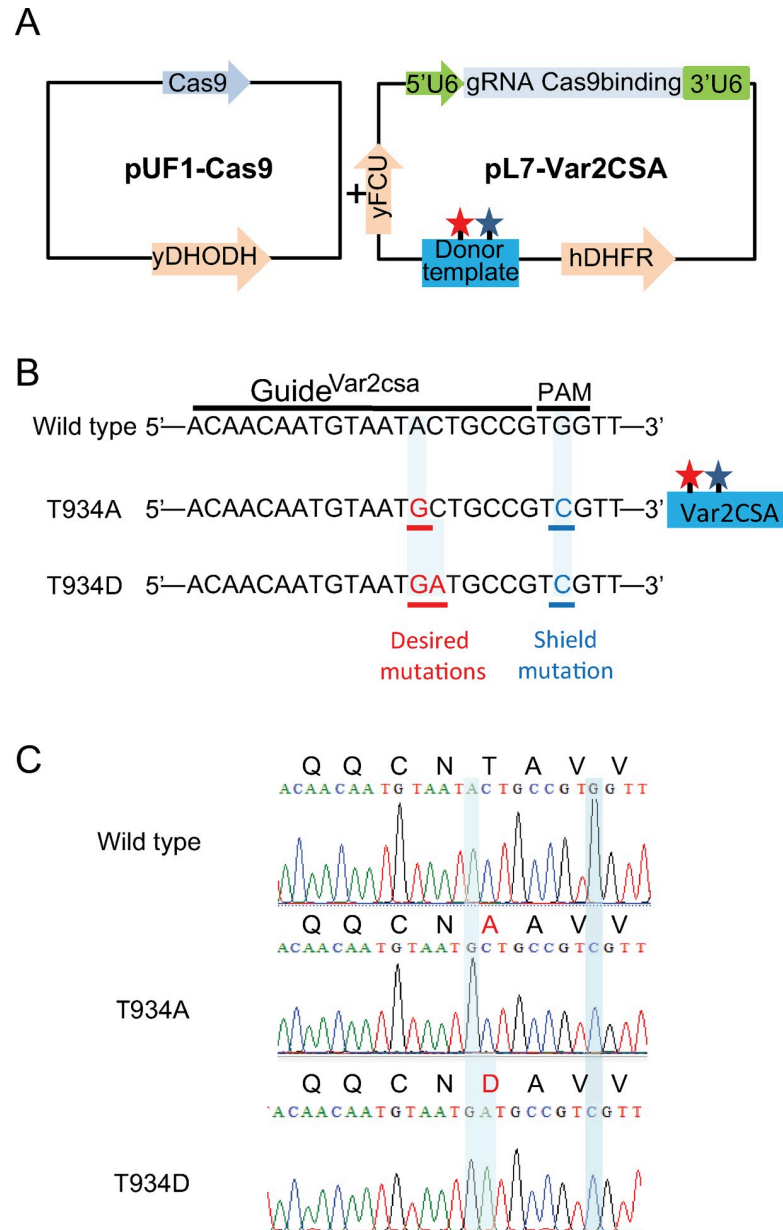 A
Cas9
pUF1-Cas9
yDHODH
+
5'U6 gRNA Cas9binding 3'U6
yFCU
pL7-Var2CSA
Donor
template
hDHFR
B
Guide Var2csa PAM
Wild type 5'—ACAACAATGTAATACTGCCGTGGTT—3'
T934A 5'—ACAACAATGTAATGCTGCCGTCGTT—3'
Var2CSA
T934D 5'—ACAACAATGTAATGATGCCGTCGTT—3'
Desired
mutations
Shield
mutation
C
Q Q C N T A V V
ACAACAATGTAATACTGCCGTGGTT
Wild type
Q Q C N A A V V
ACAACAATGTAATGCTGCCGTCGTT
T934A
Q Q C N D A V V
ACAACAATGTAATGATGCCGTCGTT
T934D